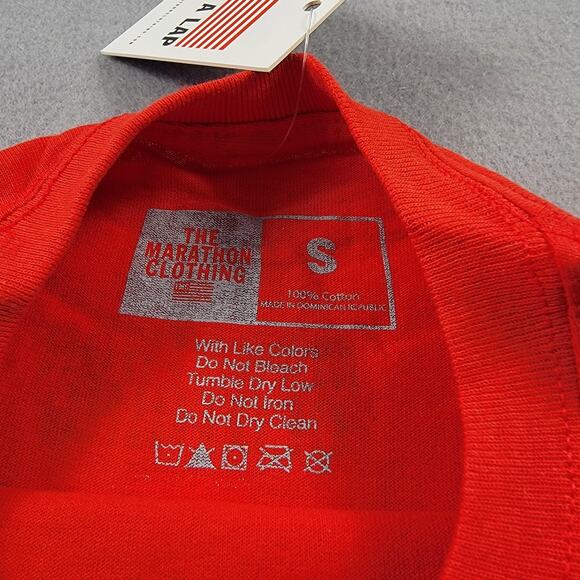 A LAP
THE
MARATHON
CLOTHING
S
100% Cotton
MADE IN DOMINICAN REPUBLIC
With Like Colors
Do Not Bleach
Tumble Dry Low
Do Not Iron
Do Not Dry Clean